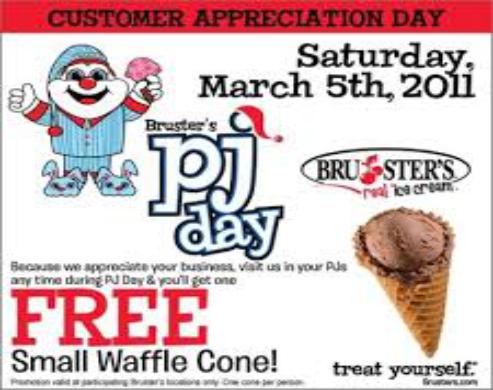 CUSTOMER APPRECIATION DAY
Saturday,
March 5th, 2011
Bruster's
pj
day
BRUSTER'S
real ice cream.
Because we appreciate your business, visit us in your PJs
any time during PJ Day & you'll get one
FREE
Small Waffle Cone!
treat yourself.
Promotion valid at participating Bruster's locations only. One cone per person.
Brusters.com